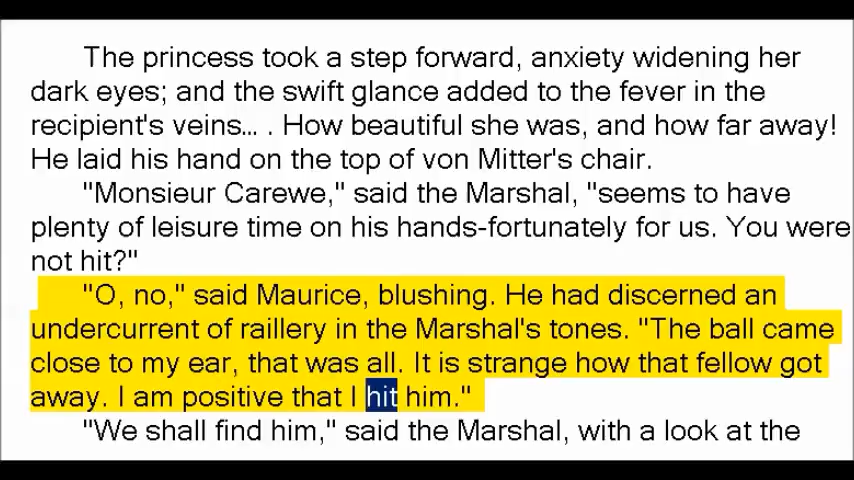 The princess took a step forward, anxiety widening her
dark eyes; and the swift glance added to the fever in the
recipient's veins... . How beautiful she was, and how far away!
He laid his hand on the top of von Mitter's chair.
"Monsieur Carewe," said the Marshal, "seems to have
plenty of leisure time on his hands-fortunately for us. You were
not hit?"
"O, no," said Maurice, blushing. He had discerned an
undercurrent of raillery in the Marshal's tones. "The ball came
close to my ear, that was all. It is strange how that fellow got
away. I am positive that I hit him."
"We shall find him," said the Marshal, with a look at the